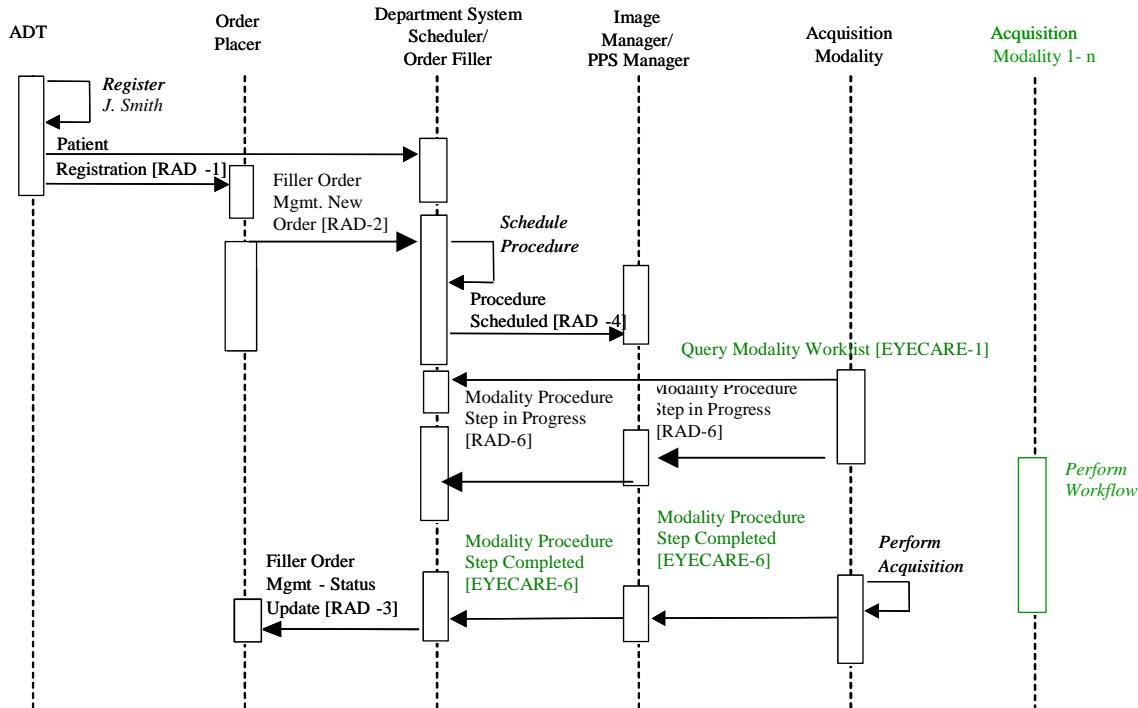 ADT
Order
Placer
Department System
Scheduler/
Order Filler
Image
Manager/
PPS Manager
Acquisition
Modality
Acquisition
Modality 1- n
Register
J. Smith
Patient
Registration [RAD -1]
Filler Order
Mgmt. New
Order [RAD-2]
Schedule
Procedure
Procedure
Scheduled [RAD -4]
Query Modality Worklist [EYECARE-1]
Modality Procedure
Step in Progress
[RAD-6]
Modality Procedure
Step in Progress
[RAD-6]
Perform
Workflow
Modality Procedure
Step Completed
[EYECARE-6]
Modality Procedure
Step Completed
[EYECARE-6]
Perform
Acquisition
Filler Order
Mgmt - Status
Update [RAD -3]